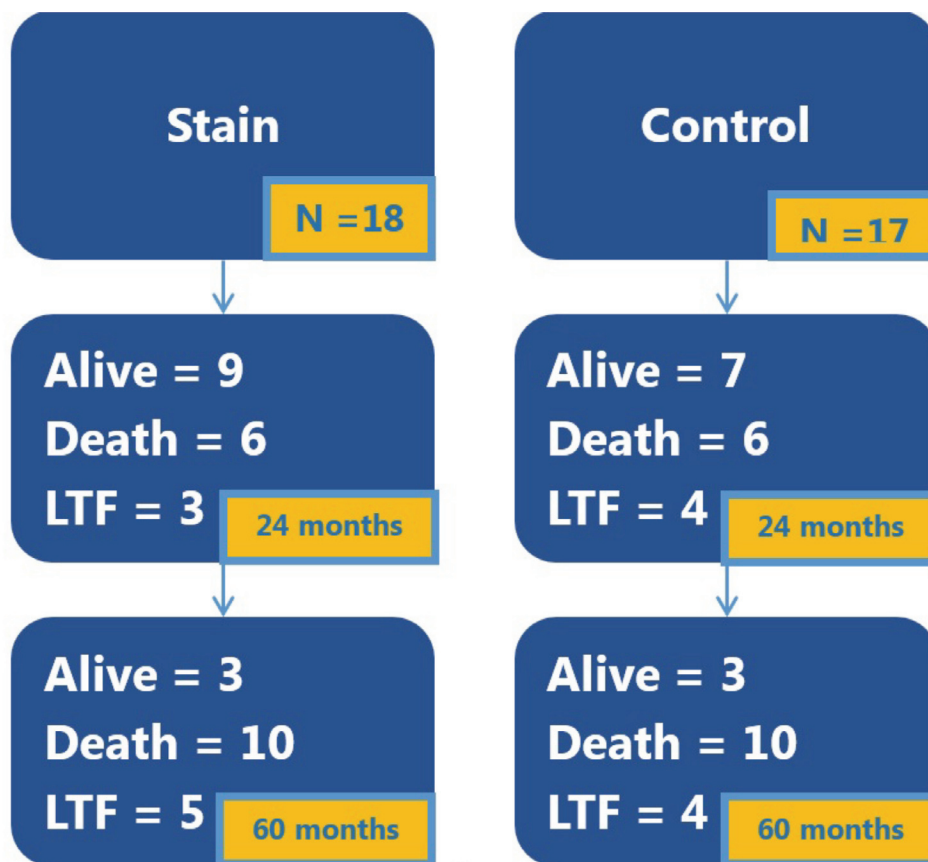 Stain
N =18
Alive = 9
Death = 6
LTF = 3
24 months
Alive = 3
Death = 10
LTF = 5
60 months
Control
N =17
Alive = 7
Death = 6
LTF = 4
24 months
Alive = 3
Death = 10
LTF = 4
60 months